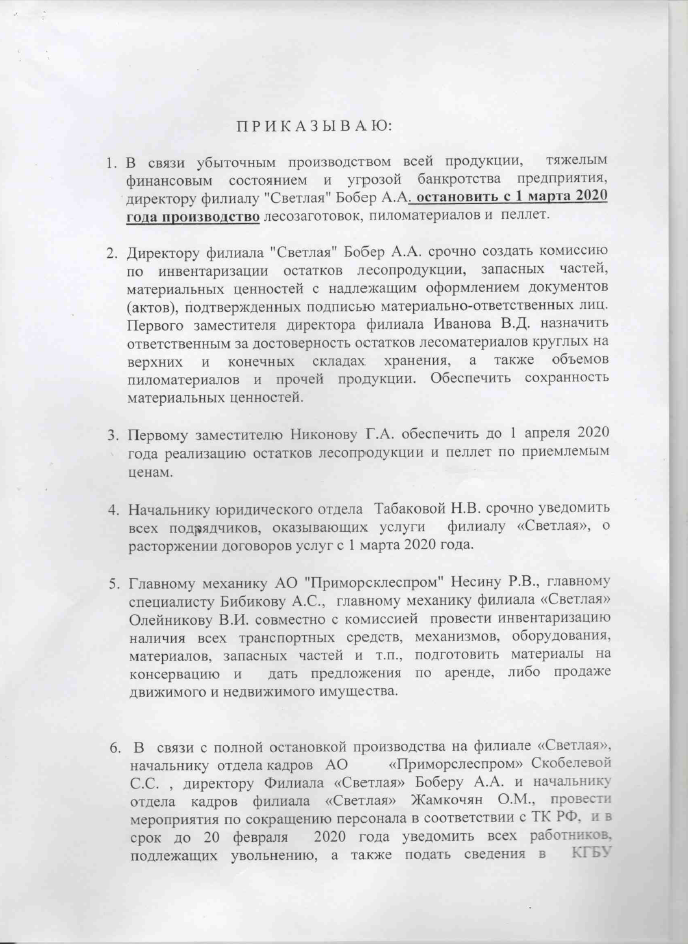 П Р И К А З Ы В А Ю:
1. В связи убыточным производством всей продукции, тяжелым
финансовым состоянием и угрозой банкротства предприятия,
директору филиалу "Светлая" Бобер А.А. остановить с 1 марта 2020
года производство лесозаготовок, пиломатериалов и пеллет.
2. Директору филиала "Светлая" Бобер А.А. срочно создать комиссию
по инвентаризации остатков лесопродукции, запасных частей,
материальных ценностей с надлежащим оформлением документов
(актов), подтвержденных подписью материально-ответственных лиц.
Первого заместителя директора филиала Иванова В.Д. назначить
ответственным за достоверность остатков лесоматериалов круглых на
верхних и конечных складах хранения, а также объемов
пиломатериалов и прочей продукции. Обеспечить сохранность
материальных ценностей.
3. Первому заместителю Никонову Г.А. обеспечить до 1 апреля 2020
года реализацию остатков лесопродукции и пеллет по приемлемым
ценам.
4. Начальнику юридического отдела Табаковой Н.В. срочно уведомить
всех подрядчиков, оказывающих услуги филиалу «Светлая», о
расторжении договоров услуг с 1 марта 2020 года.
5. Главному механику АО "Приморсклеспром" Несину Р.В., главному
специалисту Бибикову А.С., главному механику филиала «Светлая»
Олейникову В.И. совместно с комиссией провести инвентаризацию
наличия всех транспортных средств, механизмов, оборудования,
материалов, запасных частей и т.п., подготовить материалы на
консервацию и дать предложения по аренде, либо продаже
движимого и недвижимого имущества.
6. В связи с полной остановкой производства на филиале «Светлая»,
начальнику отдела кадров АО «Приморслеспром» Скобелевой
С.С. , директору Филиала «Светлая» Боберу А.А. и начальнику
отдела кадров филиала «Светлая» Жамкочян О.М., провести
мероприятия по сокращению персонала в соответствии с ТК РФ, и в
срок до 20 февраля 2020 года уведомить всех работников,
подлежащих увольнению, а также подать сведения в КГБУ